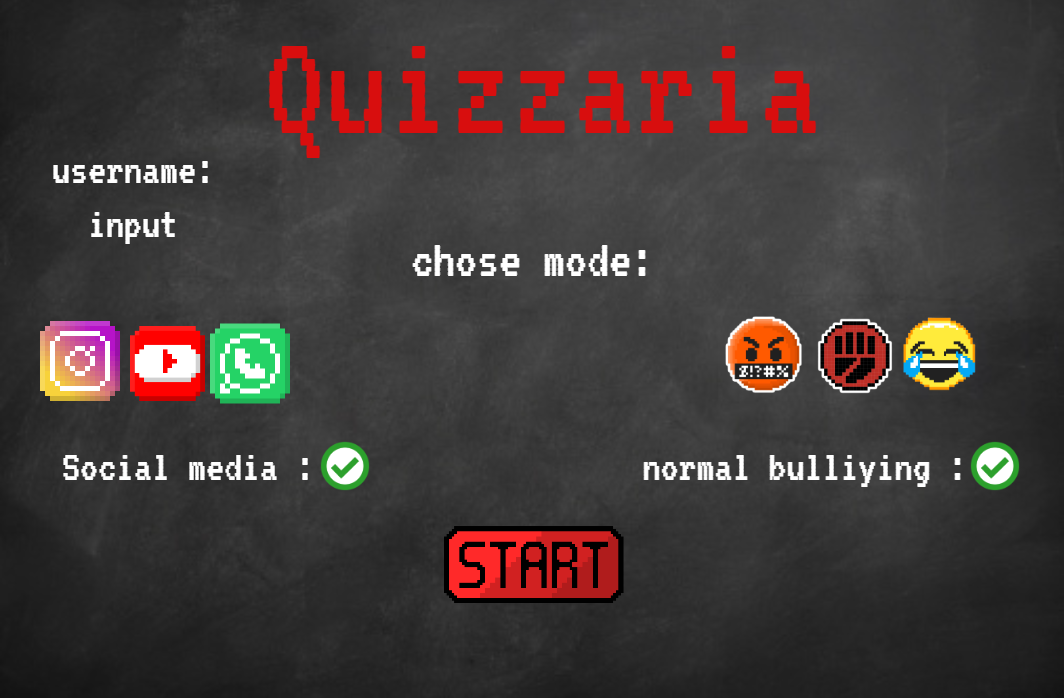 Quizzaria
username:
input
chose mode:
$!?#%
Social media :
normal bulliying :
START